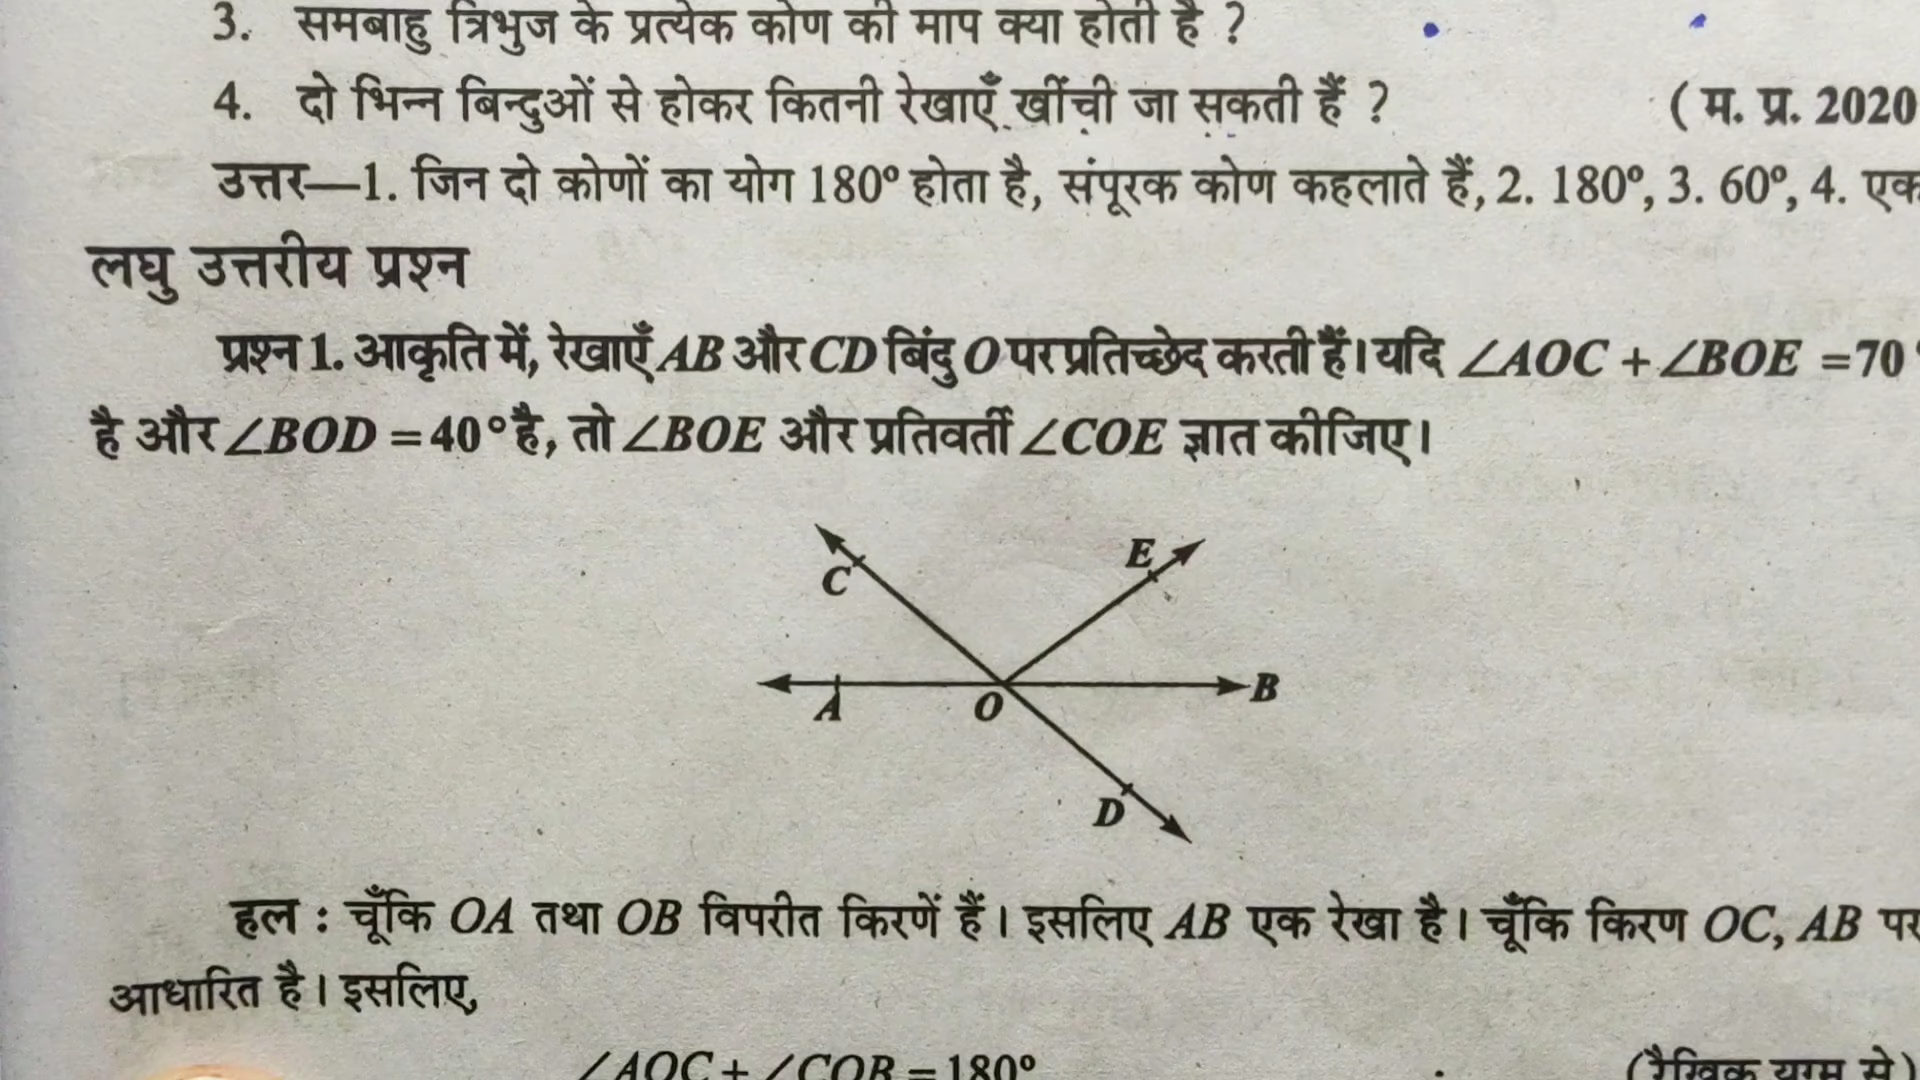 3. समबाहु त्रिभुज के प्रत्येक कोण की माप क्या होती है ?
4. दो भिन्न बिन्दुओं से होकर कितनी रेखाएँ खींची जा सकती हैं ? (म. प्र. 2020
उत्तर—1. जिन दो कोणों का योग 180° होता है, संपूरक कोण कहलाते हैं, 2. 180°, 3. 60°, 4. एक
लघु उत्तरीय प्रश्न
प्रश्न 1. आकृति में, रेखाएँ AB और CD बिंदु O पर प्रतिच्छेद करती हैं। यदि ∠AOC + ∠BOE = 70°
है और ∠BOD = 40° है, तो ∠BOE और प्रतिवर्ती ∠COE ज्ञात कीजिए।
E
C
A O B
D
हल : चूँकि OA तथा OB विपरीत किरणें हैं। इसलिए AB एक रेखा है। चूँकि किरण OC, AB पर
आधारित है। इसलिए,
∠AOC + ∠COB = 180° (रैखिक युग्म से)